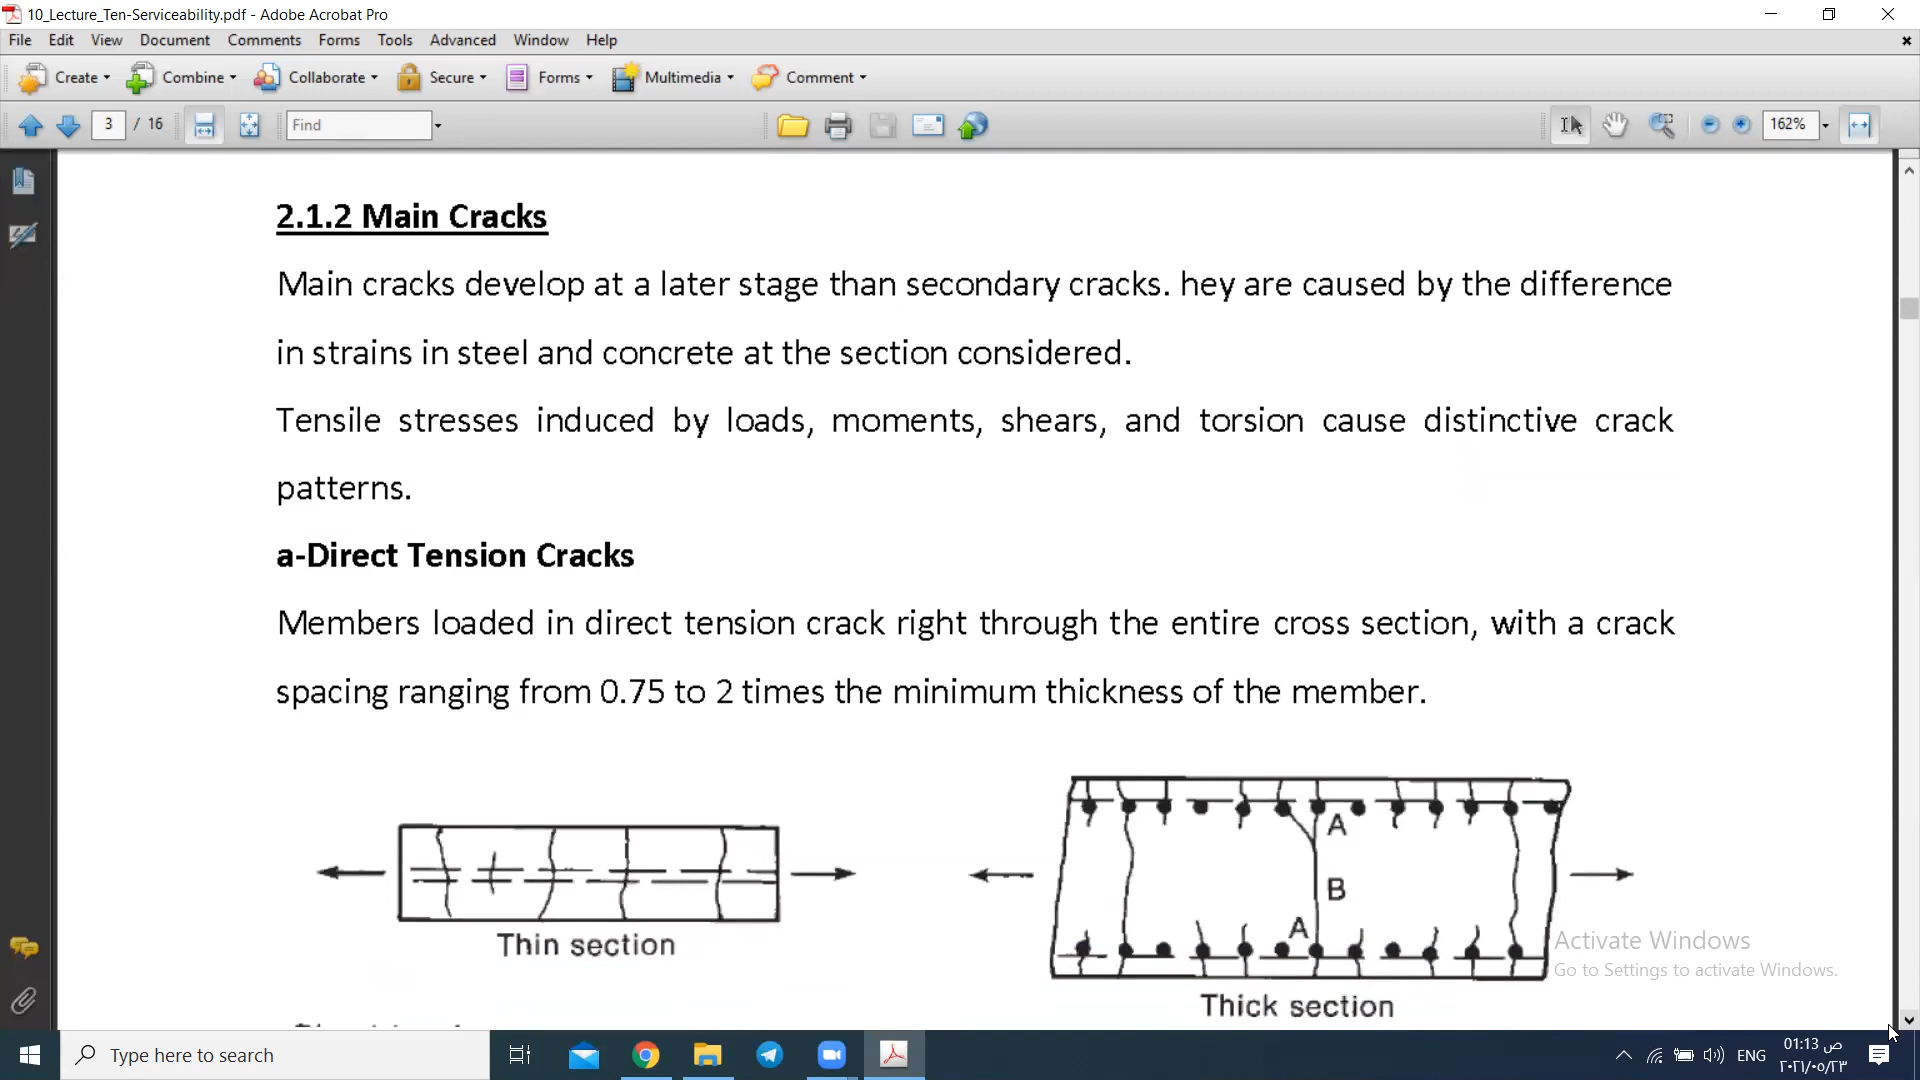 10_Lecture_Ten-Serviceability.pdf - Adobe Acrobat Pro
File Edit View Document Comments Forms Tools Advanced Window Help
Create Combine Collaborate Secure Forms Multimedia Comment
3 / 16 Find 162%
2.1.2 Main Cracks
Main cracks develop at a later stage than secondary cracks. hey are caused by the difference
in strains in steel and concrete at the section considered.
Tensile stresses induced by loads, moments, shears, and torsion cause distinctive crack
patterns.
a-Direct Tension Cracks
Members loaded in direct tension crack right through the entire cross section, with a crack
spacing ranging from 0.75 to 2 times the minimum thickness of the member.
A
B
A
Thin section
Thick section
Activate Windows
Go to Settings to activate Windows.
Type here to search
ENG
01:13 ص
٢٠٢١/٠٥/٢٣